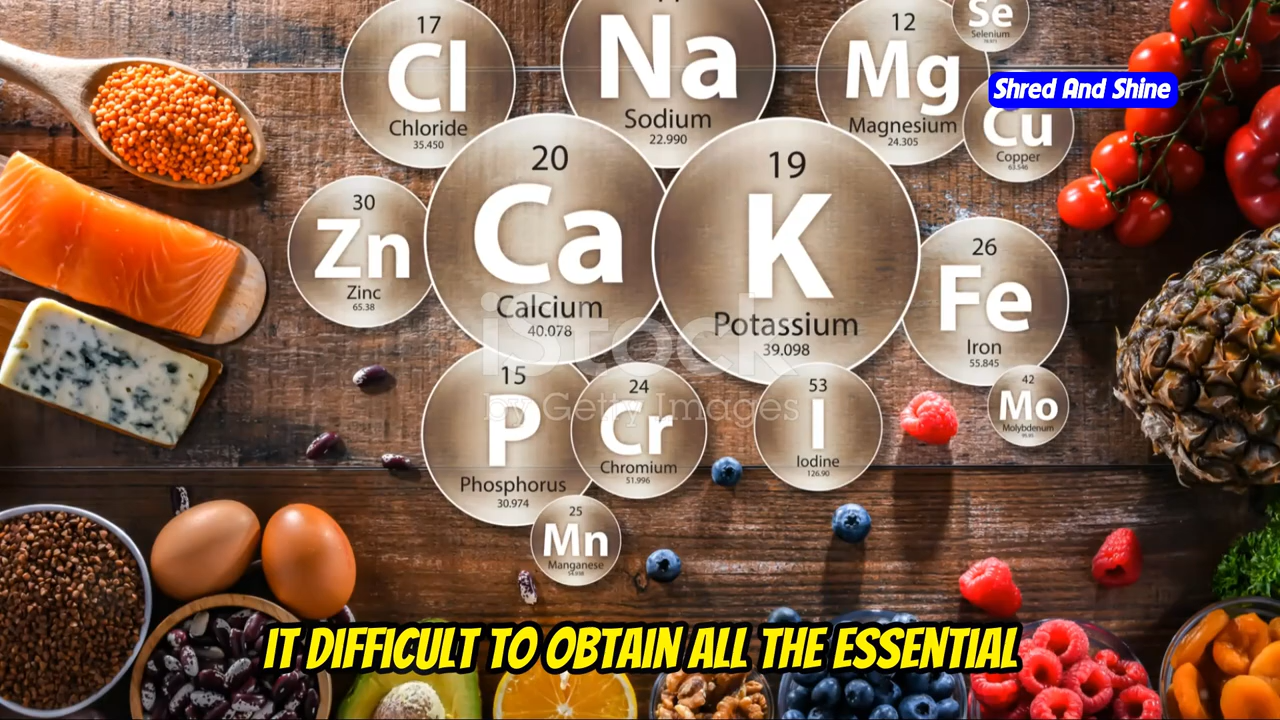 17
Cl
Chloride
35.450
Na
Sodium
22.990
12
Mg
Magnesium
24.305
Se
Selenium
Shred And Shine
Cu
Copper
63.546
30
Zn
Zinc
65.38
20
Ca
Calcium
40.078
19
K
Potassium
39.098
26
Fe
Iron
55.845
iStock
by Getty Images
15
P
Phosphorus
30.974
24
Cr
Chromium
51.996
53
I
Iodine
126.90
42
Mo
Molybdenum
25
Mn
Manganese
IT DIFFICULT TO OBTAIN ALL THE ESSENTIAL